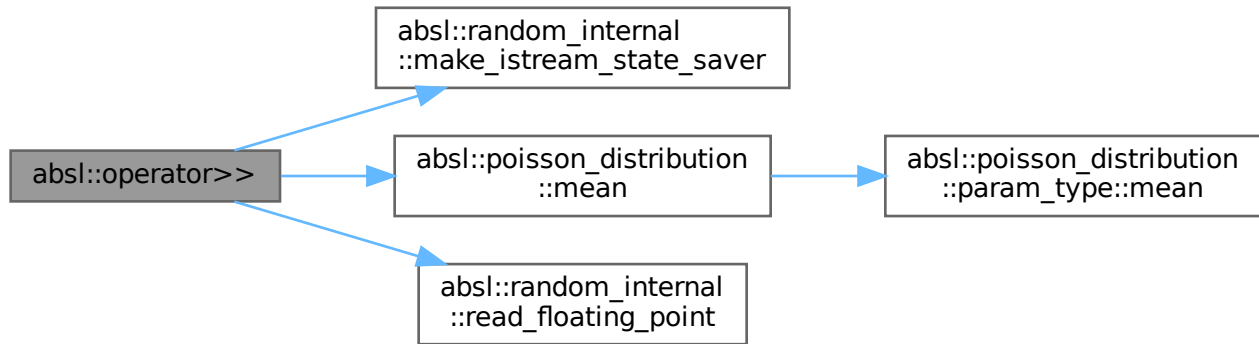 absl::random_internal
::make_istream_state_saver
absl::operator>>
absl::poisson_distribution
::mean
absl::poisson_distribution
::param_type::mean
absl::random_internal
::read_floating_point